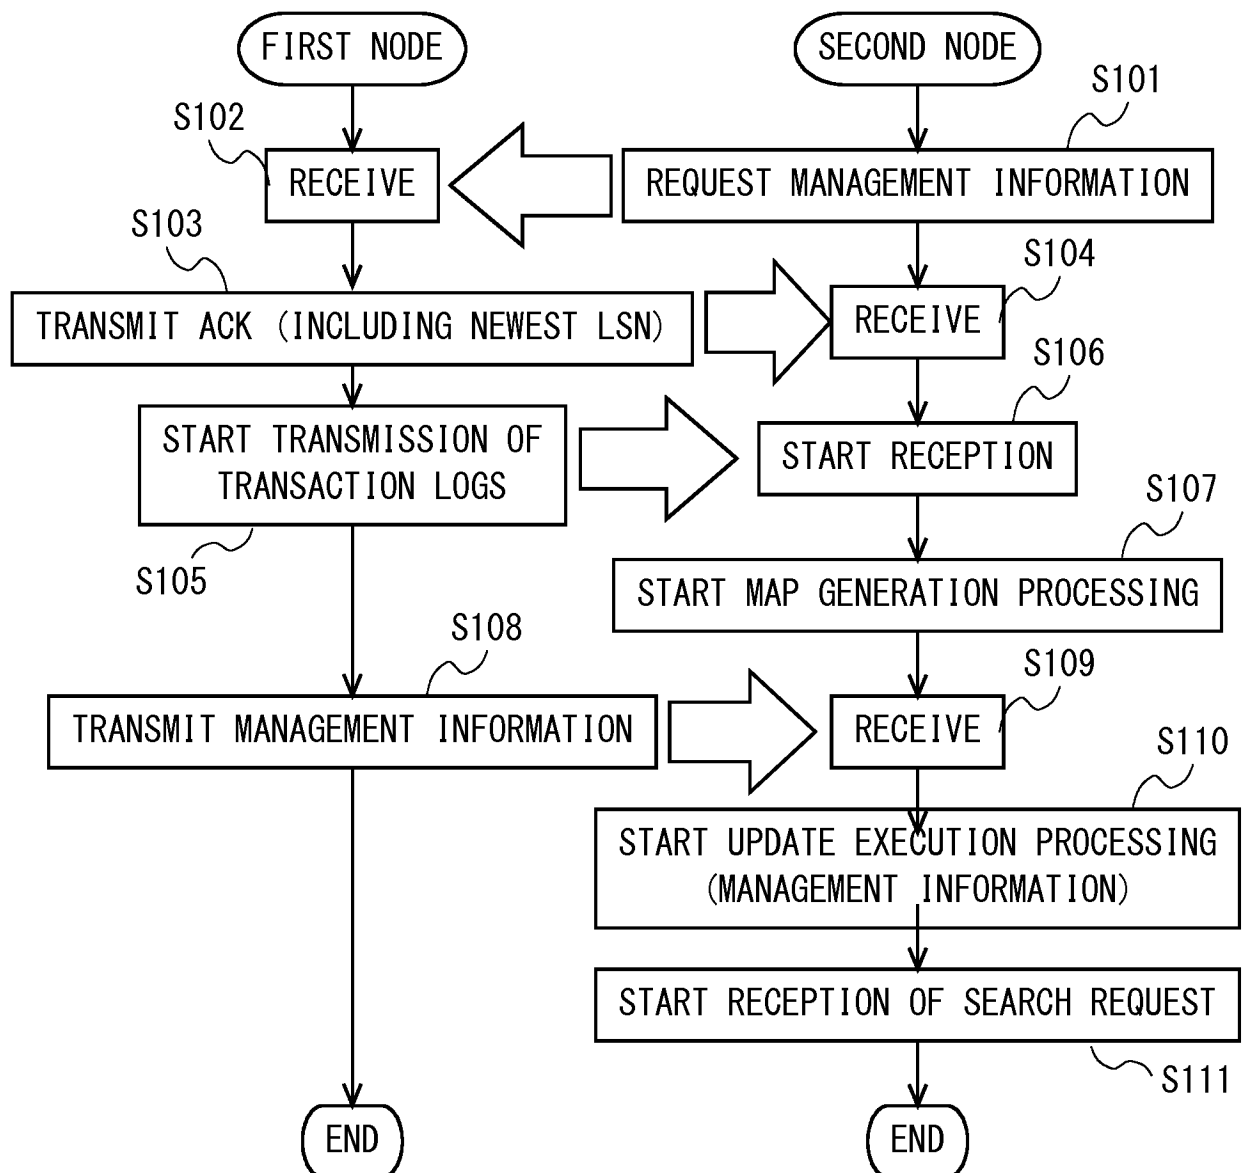 FIRST NODE
SECOND NODE
S101
S102
RECEIVE
REQUEST MANAGEMENT INFORMATION
S103
S104
TRANSMIT ACK (INCLUDING NEWEST LSN)
RECEIVE
S106
START TRANSMISSION OF
TRANSACTION LOGS
START RECEPTION
S105
S107
START MAP GENERATION PROCESSING
S108
S109
TRANSMIT MANAGEMENT INFORMATION
RECEIVE
S110
START UPDATE EXECUTION PROCESSING
(MANAGEMENT INFORMATION)
START RECEPTION OF SEARCH REQUEST
S111
END
END